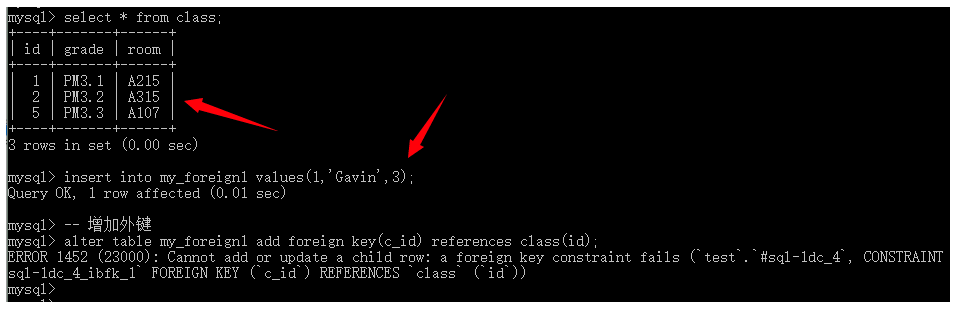 mysql> select * from class;
+----+-------+------+
| id | grade | room |
+----+-------+------+
|  1 | PM3.1 | A215 |
|  2 | PM3.2 | A315 |
|  5 | PM3.3 | A107 |
+----+-------+------+
3 rows in set (0.00 sec)
mysql> insert into my_foreign1 values(1,'Gavin',3);
Query OK, 1 row affected (0.01 sec)
mysql> -- 增加外键
mysql> alter table my_foreign1 add foreign key(c_id) references class(id);
ERROR 1452 (23000): Cannot add or update a child row: a foreign key constraint fails (`test`.`#sql-1dc_4`, CONSTRAINT
sql-1dc_4_ibfk_1` FOREIGN KEY (`c_id`) REFERENCES `class` (`id`))
mysql>